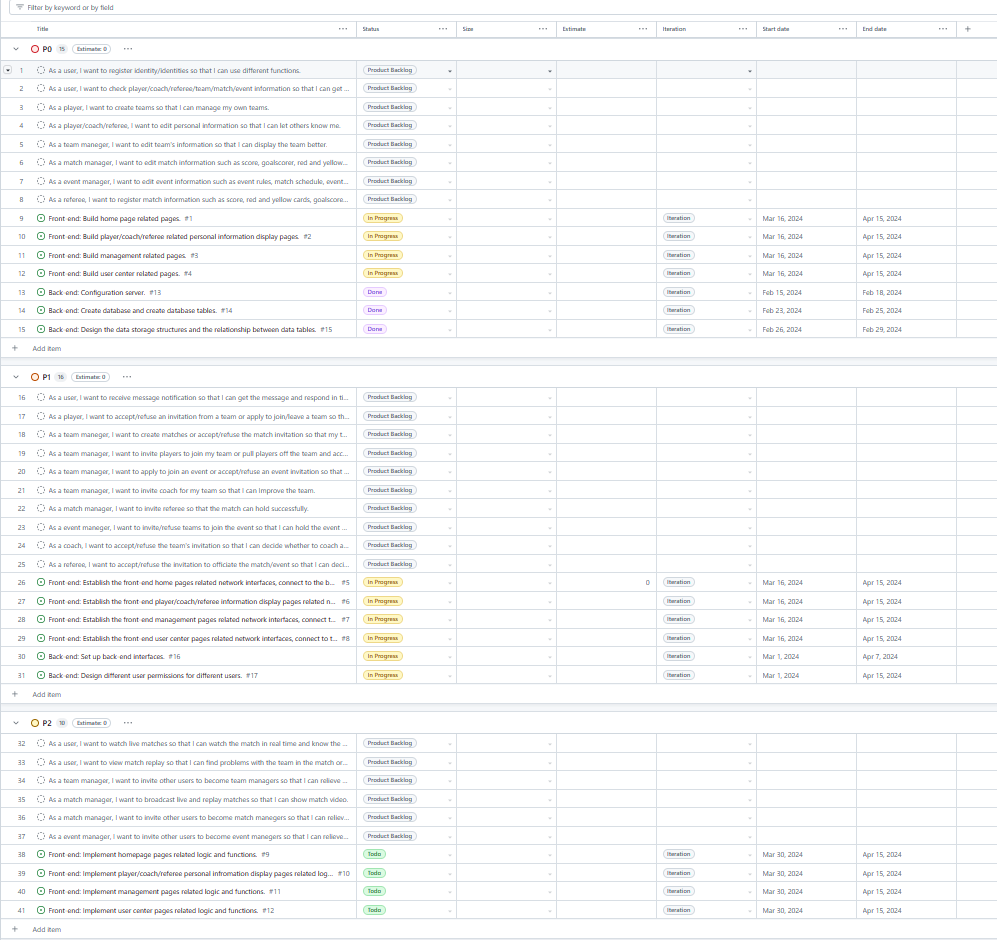 Filter by keyword or by field
Title ... Status ... Size ... Estimate ... Iteration ... Start date ... End date ... +
P0 15 Estimate: 0 ...
1 As a user, I want to register identity/identities so that I can use different functions. Product Backlog
2 As a user, I want to check player/coach/referee/team/match/event information so that I can get ... Product Backlog
3 As a player, I want to create teams so that I can manage my own teams. Product Backlog
4 As a player/coach/referee, I want to edit personal information so that I can let others know me. Product Backlog
5 As a team maneger, I want to edit team's information so that I can display the team better. Product Backlog
6 As a match manager, I want to edit match information such as score, goalscorer, red and yellow... Product Backlog
7 As a event manager, I want to edit event information such as event rules, match schedule, event... Product Backlog
8 As a referee, I want to register match information such as score, red and yellow cards, goalscore... Product Backlog
9 Front-end: Build home page related pages. #1 In Progress Iteration Mar 16, 2024 Apr 15, 2024
10 Front-end: Build player/coach/referee related personal information display pages. #2 In Progress Iteration Mar 16, 2024 Apr 15, 2024
11 Front-end: Build management related pages. #3 In Progress Iteration Mar 16, 2024 Apr 15, 2024
12 Front-end: Build user center related pages. #4 In Progress Iteration Mar 16, 2024 Apr 15, 2024
13 Back-end: Configuration server. #13 Done Iteration Feb 15, 2024 Feb 18, 2024
14 Back-end: Create database and create database tables. #14 Done Iteration Feb 23, 2024 Feb 25, 2024
15 Back-end: Design the data storage structures and the relationship between data tables. #15 Done Iteration Feb 26, 2024 Feb 29, 2024
+ Add item
P1 16 Estimate: 0 ...
16 As a user, I want to receive message notification so that I can get the message and respond in ti... Product Backlog
17 As a player, I want to accept/refuse an invitation from a team or apply to join/leave a team so th... Product Backlog
18 As a team maneger, I want to create matches or accept/refuse the match invitation so that my t... Product Backlog
19 As a team manager, I want to invite players to join my team or pull players off the team and acc... Product Backlog
20 As a team manager, I want to apply to join an event or accept/refuse an event invitation so that ... Product Backlog
21 As a team manager, I want to invite coach for my team so that I can improve the team. Product Backlog
22 As a match manager, I want to invite referee so that the match can hold successfully. Product Backlog
23 As a event maneger, I want to invite/refuse teams to join the event so that I can hold the event ... Product Backlog
24 As a coach, I want to accept/refuse the team's invitation so that I can decide whether to coach a... Product Backlog
25 As a referee, I want to accept/refuse the invitation to officiate the match/event so that I can deci... Product Backlog
26 Front-end: Establish the front-end home pages related network interfaces, connect to the b... #5 In Progress 0 Iteration Mar 16, 2024 Apr 15, 2024
27 Front-end: Establish the front-end player/coach/referee information display pages related n... #6 In Progress Iteration Mar 16, 2024 Apr 15, 2024
28 Front-end: Establish the front-end management pages related network interfaces, connect t... #7 In Progress Iteration Mar 16, 2024 Apr 15, 2024
29 Front-end: Establish the front-end user center pages related network interfaces, connect to t... #8 In Progress Iteration Mar 16, 2024 Apr 15, 2024
30 Back-end: Set up back-end interfaces. #16 In Progress Iteration Mar 1, 2024 Apr 7, 2024
31 Back-end: Design different user permissions for different users. #17 In Progress Iteration Mar 1, 2024 Apr 15, 2024
+ Add item
P2 10 Estimate: 0 ...
32 As a user, I want to watch live matches so that I can watch the match in real time and know the ... Product Backlog
33 As a user, I want to view match replay so that I can find problems with the team in the match or... Product Backlog
34 As a team manager, I want to invite other users to become team managers so that I can relieve ... Product Backlog
35 As a match manager, I want to broadcast live and replay matches so that I can show match video. Product Backlog
36 As a match manager, I want to invite other users to become match manegers so that I can reliev... Product Backlog
37 As a event manager, I want to invite other users to become event manegers so that I can relieve... Product Backlog
38 Front-end: Implement homepage pages related logic and functions. #9 Todo Iteration Mar 30, 2024 Apr 15, 2024
39 Front-end: Implement player/coach/referee personal infromation display pages related log... #10 Todo Iteration Mar 30, 2024 Apr 15, 2024
40 Front-end: Implement management pages related logic and functions. #11 Todo Iteration Mar 30, 2024 Apr 15, 2024
41 Front-end: Implement user center pages related logic and functions. #12 Todo Iteration Mar 30, 2024 Apr 15, 2024
+ Add item